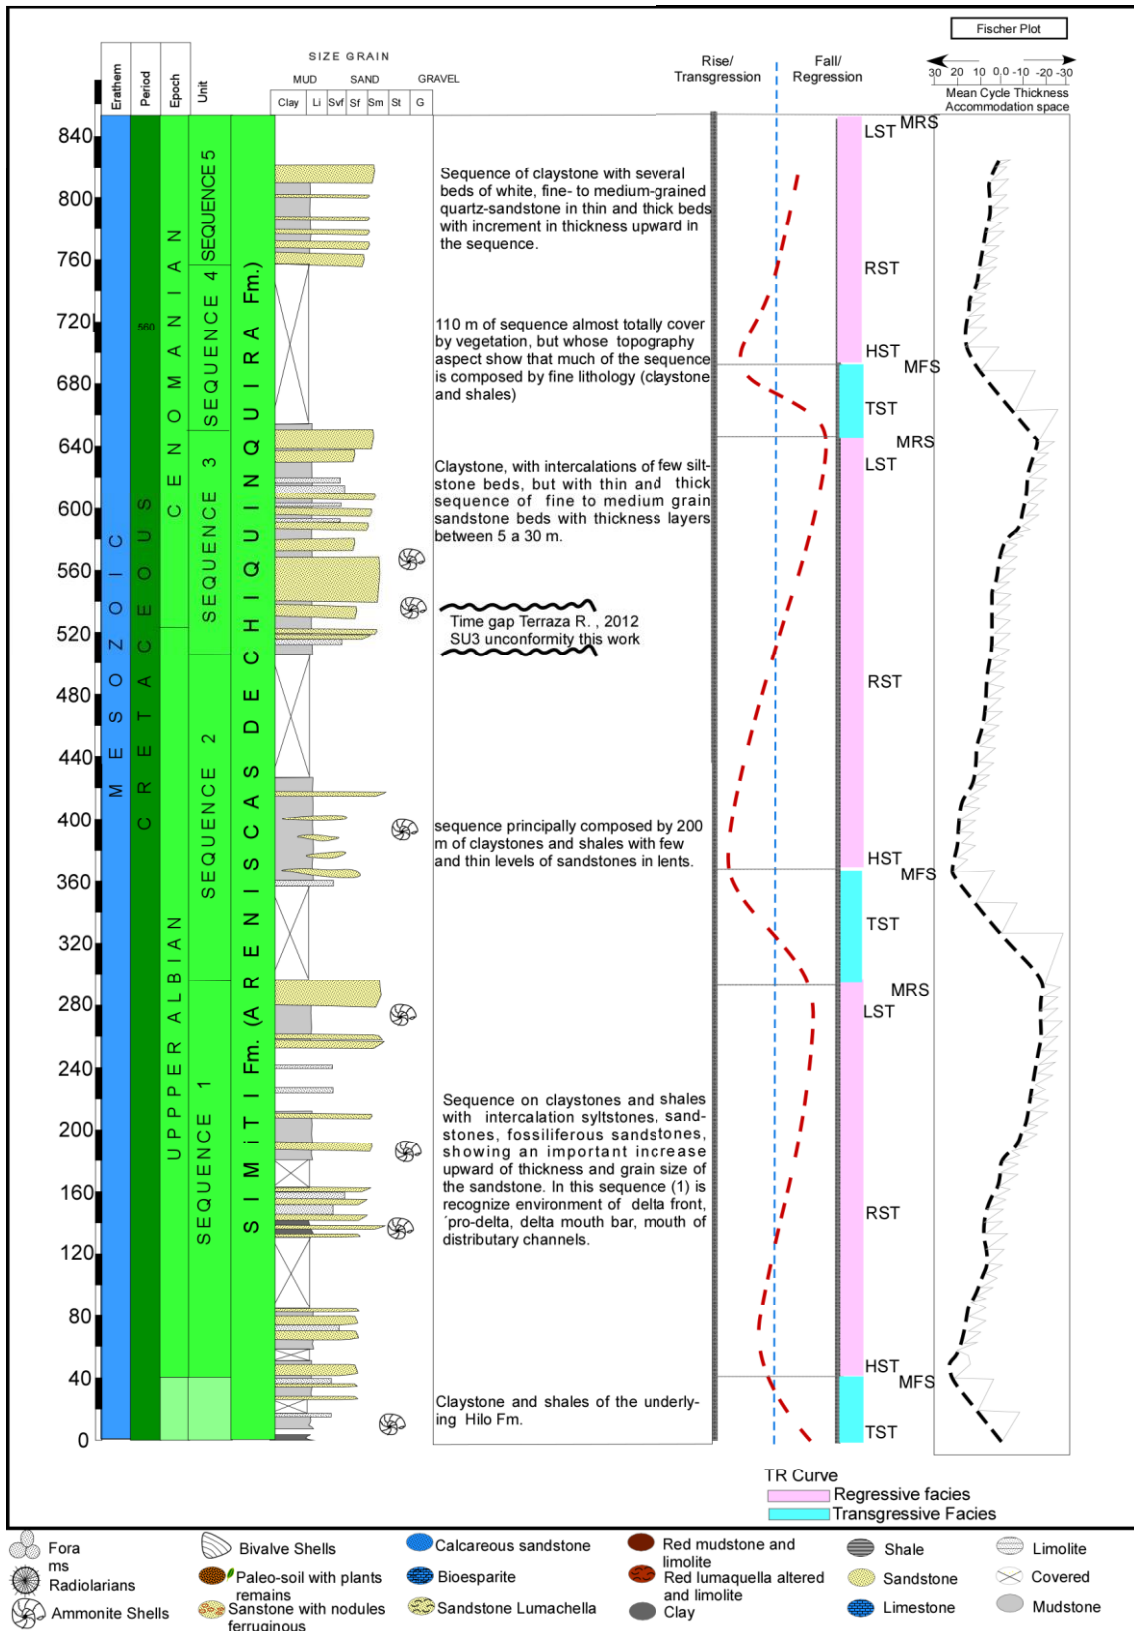 Fischer Plot
SIZE GRAIN
MUD SAND GRAVEL
Erathem Period Epoch Unit
Clay Li Svf Sf Sm St G
Rise/
Transgression
Fall/
Regression
30 20 10 0,0 -10 -20 -30
Mean Cycle Thickness
Accommodation space
840
800
760
720
680
640
600
560
520
480
440
400
360
320
280
240
200
160
120
80
40
0
MESOZOIC
CRETACEOUS
560
CENOMANIAN
UPPPER ALBIAN
SEQUENCE 5
SEQUENCE 4
SEQUENCE 3
SEQUENCE 2
SEQUENCE 1
SIMITI Fm. (ARENISCAS DE CHIQUINQUIRA Fm.)
Sequence of claystone with several
beds of white, fine- to medium-grained
quartz-sandstone in thin and thick beds
with increment in thickness upward in
the sequence.
110 m of sequence almost totally cover
by vegetation, but whose topography
aspect show that much of the sequence
is composed by fine lithology (claystone
and shales)
Claystone, with intercalations of few silt-
stone beds, but with thin and thick
sequence of fine to medium grain
sandstone beds with thickness layers
between 5 a 30 m.
Time gap Terraza R. , 2012
SU3 unconformity this work
sequence principally composed by 200
m of claystones and shales with few
and thin levels of sandstones in lents.
Sequence on claystones and shales
with intercalation syltstones, sand-
stones, fossiliferous sandstones,
showing an important increase
upward of thickness and grain size of
the sandstone. In this sequence (1) is
recognize environment of delta front,
´pro-delta, delta mouth bar, mouth of
distributary channels.
Claystone and shales of the underly-
ing Hilo Fm.
MRS
LST
RST
HST
MFS
TST
MRS
LST
RST
HST
MFS
TST
MRS
LST
RST
HST
MFS
TST
TR Curve
Regressive facies
Transgressive Facies
Fora
ms
Radiolarians
Ammonite Shells
Bivalve Shells
Paleo-soil with plants
remains
Sanstone with nodules
ferruginous
Calcareous sandstone
Bioesparite
Sandstone Lumachella
Red mudstone and
limolite
Red lumaquella altered
and limolite
Clay
Shale
Sandstone
Limestone
Limolite
Covered
Mudstone